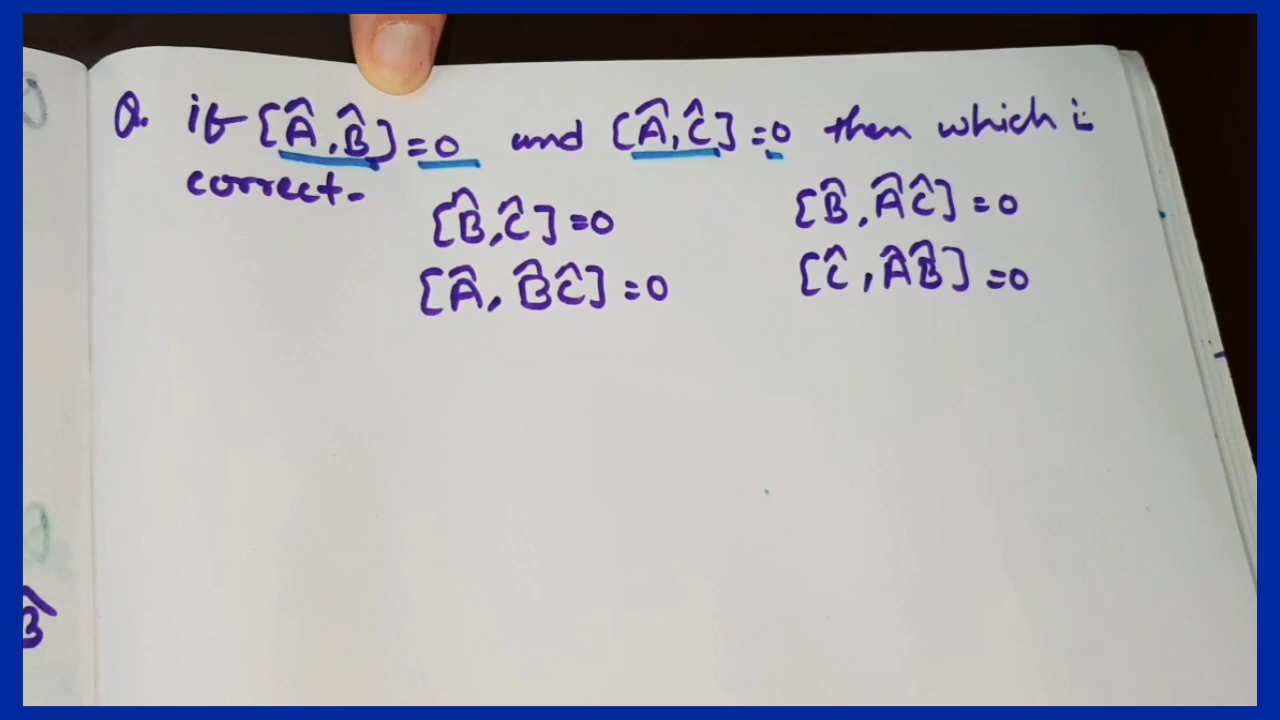 Q. if [Â, B̂] = 0 and [Â, Ĉ] = 0 then which is
correct.
[B̂, Ĉ] = 0
[B̂, ÂĈ] = 0
[Â, B̂Ĉ] = 0
[Ĉ, ÂB̂] = 0
B)